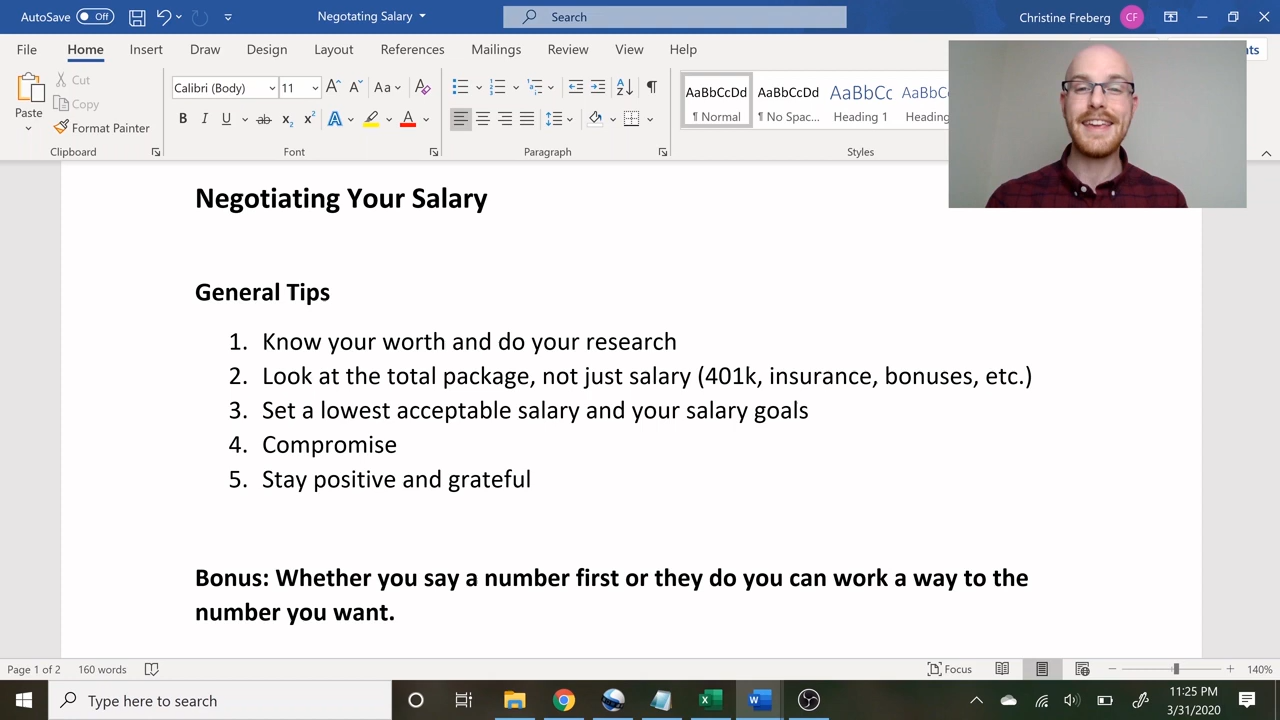 AutoSave Off Negotating Salary Search Christine Freberg CF
File Home Insert Draw Design Layout References Mailings Review View Help
Paste Cut Copy Format Painter
Calibri (Body) 11 Aa
B I U ab x₂ x² A A
AaBbCcDd AaBbCcDd AaBbCc AaBbC
¶ Normal ¶ No Spac... Heading 1 Heading
Clipboard Font Paragraph Styles
Negotiating Your Salary
General Tips
1. Know your worth and do your research
2. Look at the total package, not just salary (401k, insurance, bonuses, etc.)
3. Set a lowest acceptable salary and your salary goals
4. Compromise
5. Stay positive and grateful
Bonus: Whether you say a number first or they do you can work a way to the
number you want.
Page 1 of 2 160 words Focus 140%
Type here to search 11:25 PM
3/31/2020